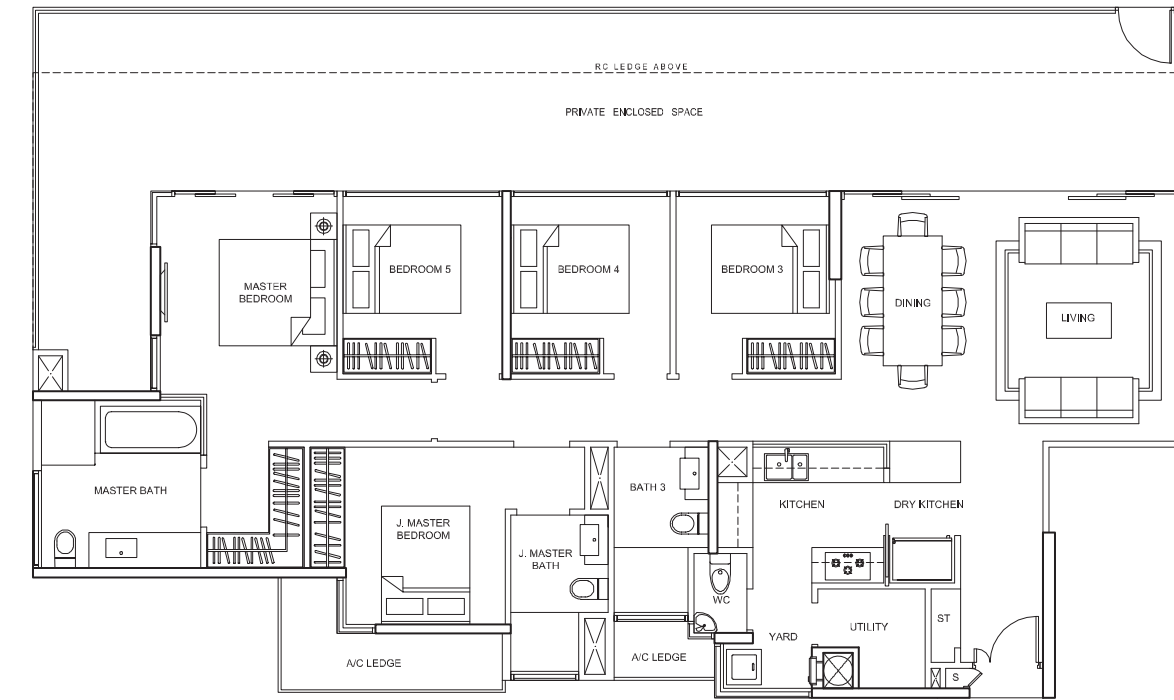 RC LEDGE ABOVE
PRIVATE ENCLOSED SPACE
MASTER
BEDROOM
BEDROOM 5
BEDROOM 4
BEDROOM 3
DINING
LIVING
MASTER BATH
J. MASTER
BEDROOM
J. MASTER
BATH
BATH 3
KITCHEN
DRY KITCHEN
WC
YARD
UTILITY
ST
S
A/C LEDGE
A/C LEDGE